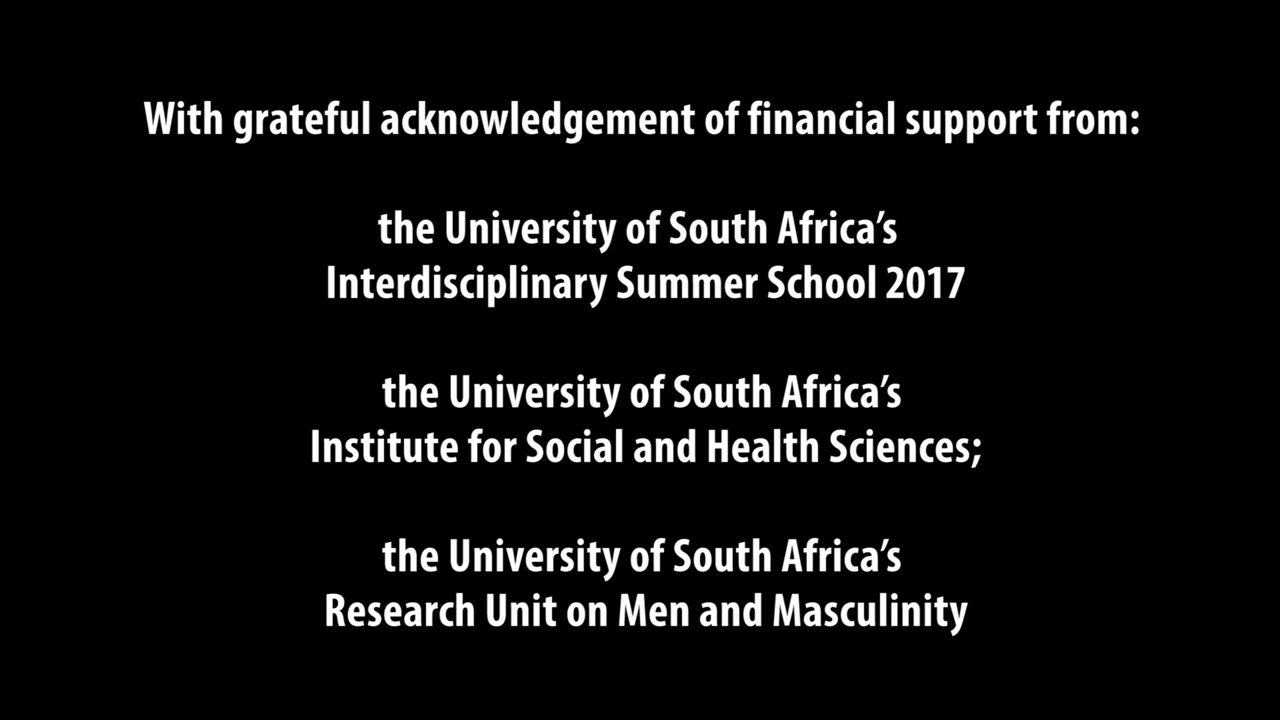 With grateful acknowledgement of financial support from:
the University of South Africa’s
Interdisciplinary Summer School 2017
the University of South Africa’s
Institute for Social and Health Sciences;
the University of South Africa’s
Research Unit on Men and Masculinity